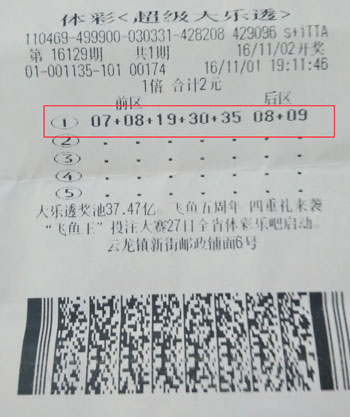 体彩<超级大乐透>
110469-499900-030331-428208 429096 s+iTTA
第 16129期 共1期 16/11/02开奖
01-001135-101 00174 16/11/01 19:11:46
1倍 合计2元
前区 后区
① 07+08+19+30+35 08+09
②
③
④
⑤
大乐透奖池37.47亿。飞鱼五周年 四重礼来袭
“飞鱼王”投注大赛27日全省体彩乐吧启动。
云龙镇新街邮政铺面6号